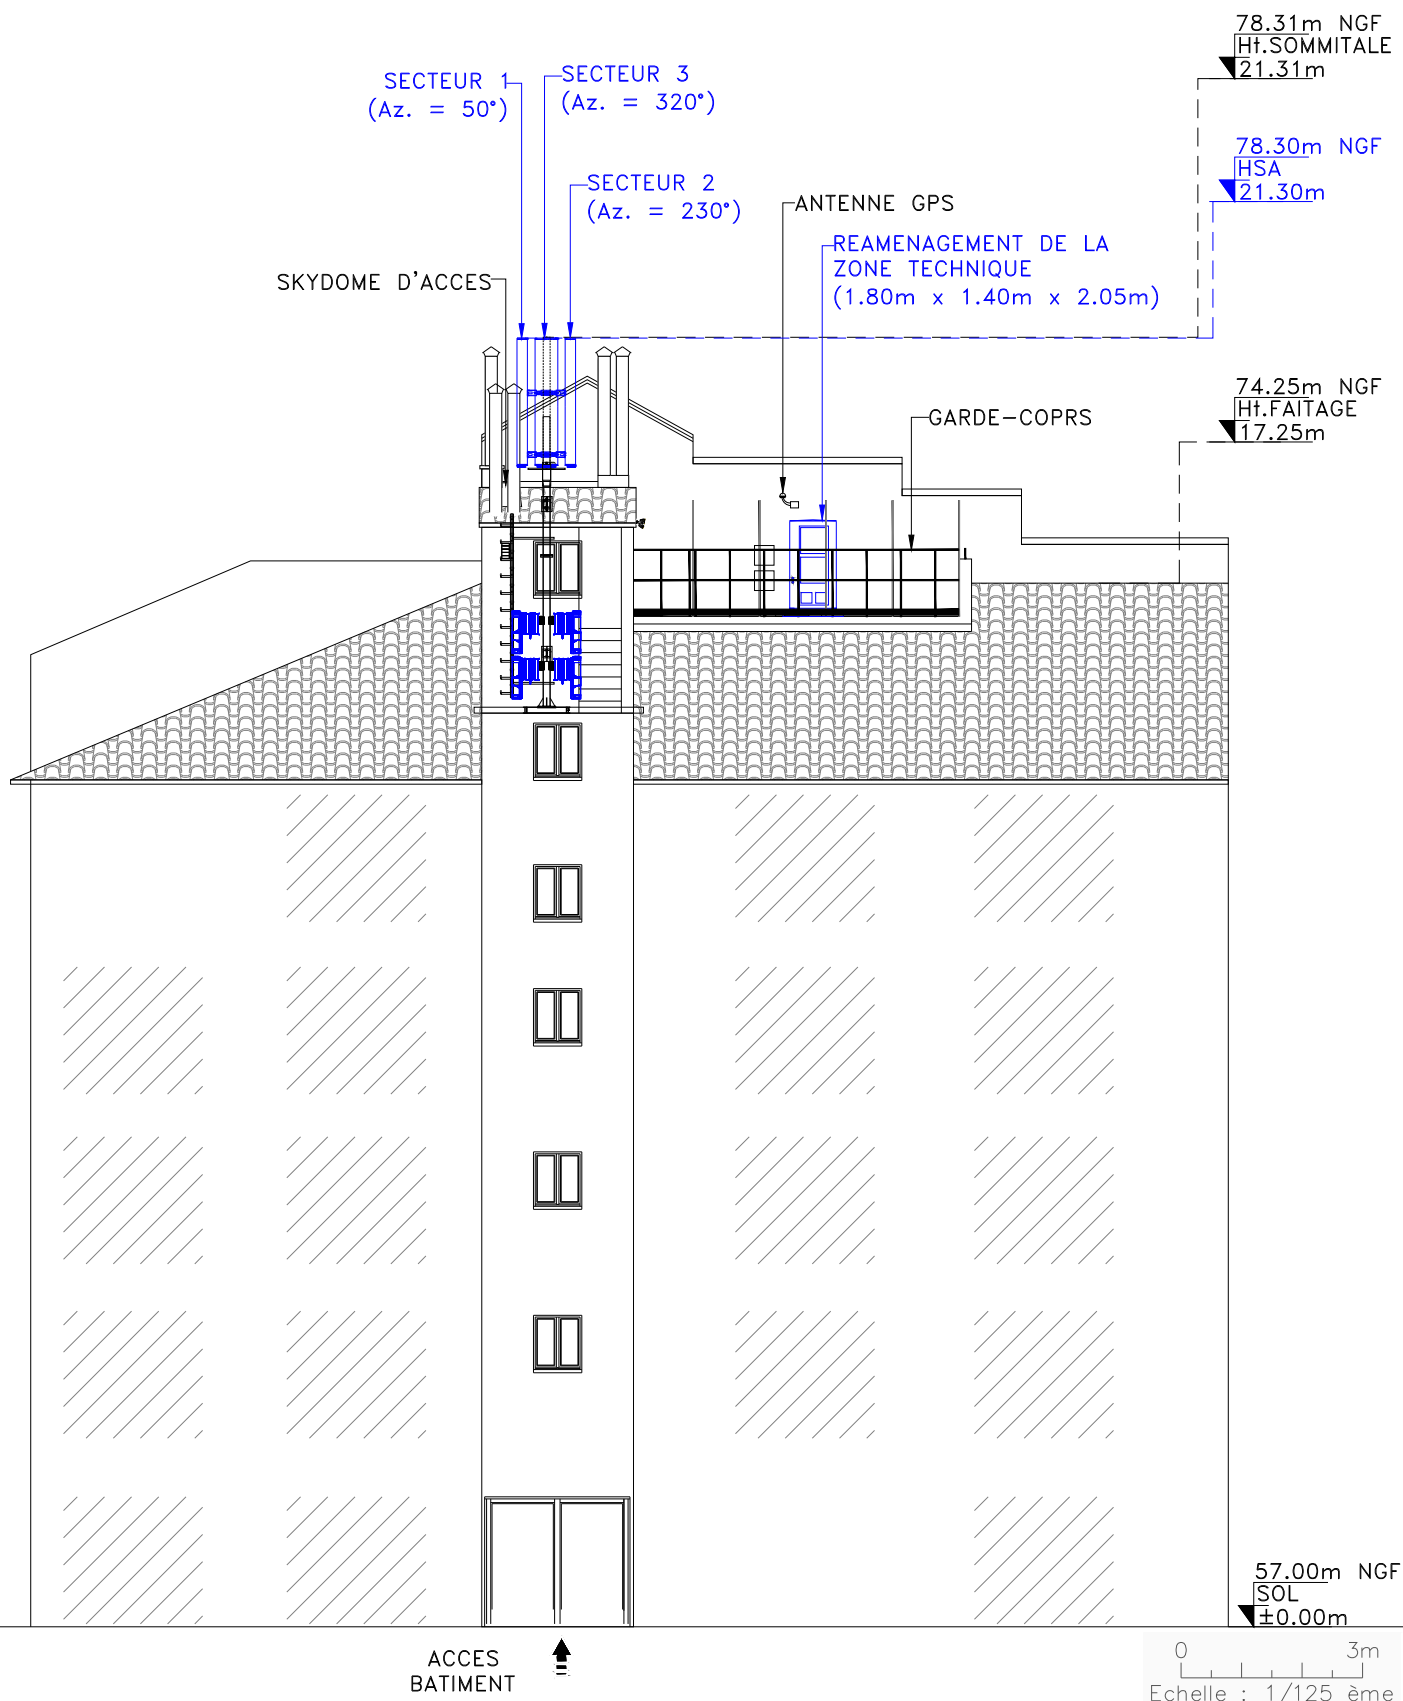 78.31m NGF
Ht.SOMMITALE
21.31m
SECTEUR 1
(Az. = 50°)
SECTEUR 3
(Az. = 320°)
78.30m NGF
HSA
21.30m
SECTEUR 2
(Az. = 230°)
ANTENNE GPS
REAMENAGEMENT DE LA
ZONE TECHNIQUE
(1.80m x 1.40m x 2.05m)
SKYDOME D'ACCES
74.25m NGF
Ht.FAITAGE
17.25m
GARDE-COPRS
57.00m NGF
SOL
±0.00m
ACCES
BATIMENT
0 3m
Echelle : 1/125 ème